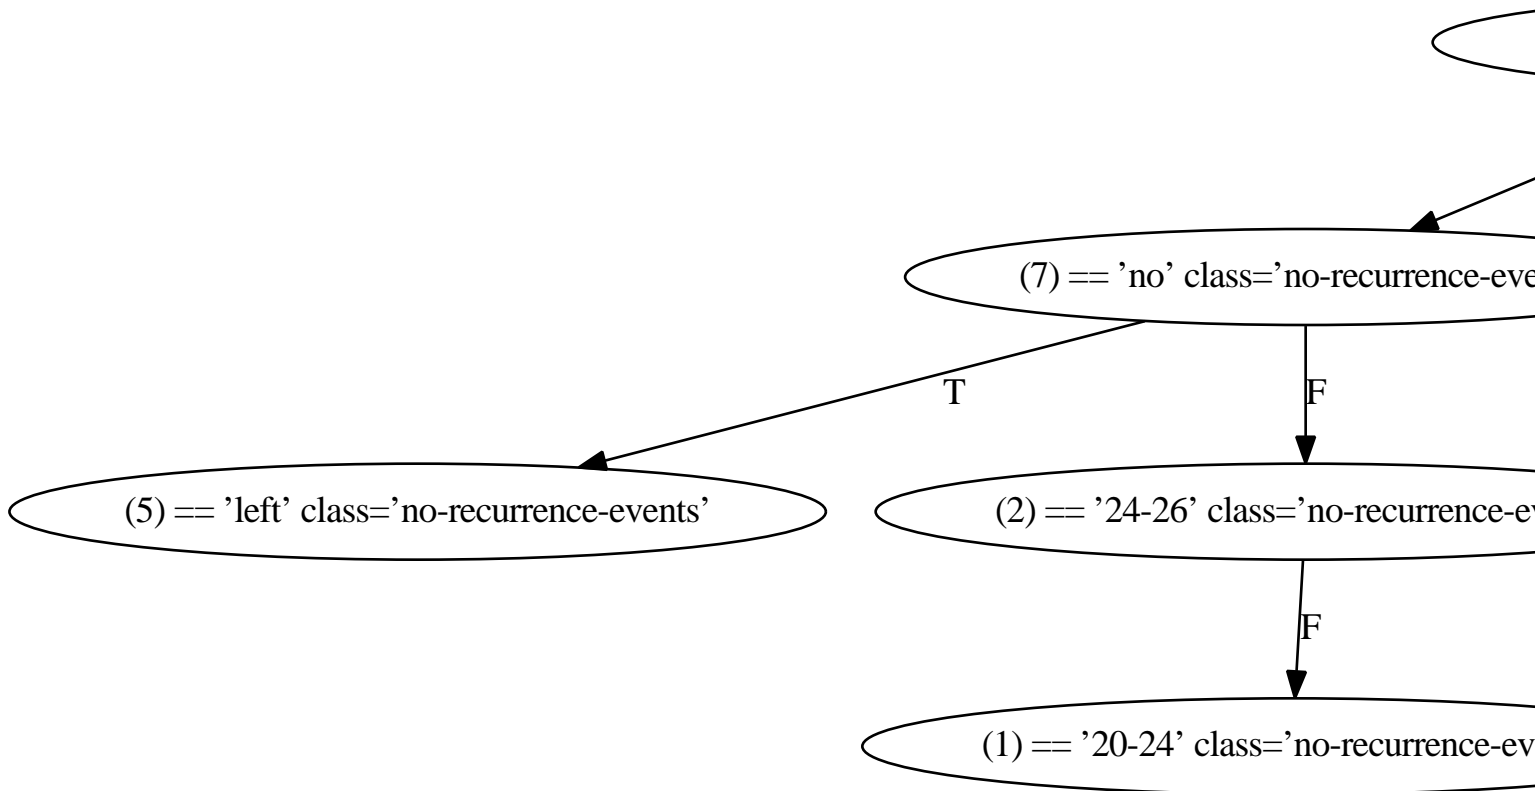 (7) == ’no’ class=’no-recurrence-eve
T
F
(5) == ’left’ class=’no-recurrence-events’
(2) == ’24-26’ class=’no-recurrence-ev
F
(1) == ’20-24’ class=’no-recurrence-ev